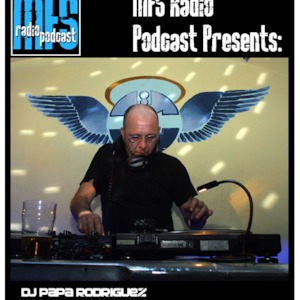 MFS
radio podcast
MFS Radio
Podcast Presents:
DJ PAPA RODRIGUEZ